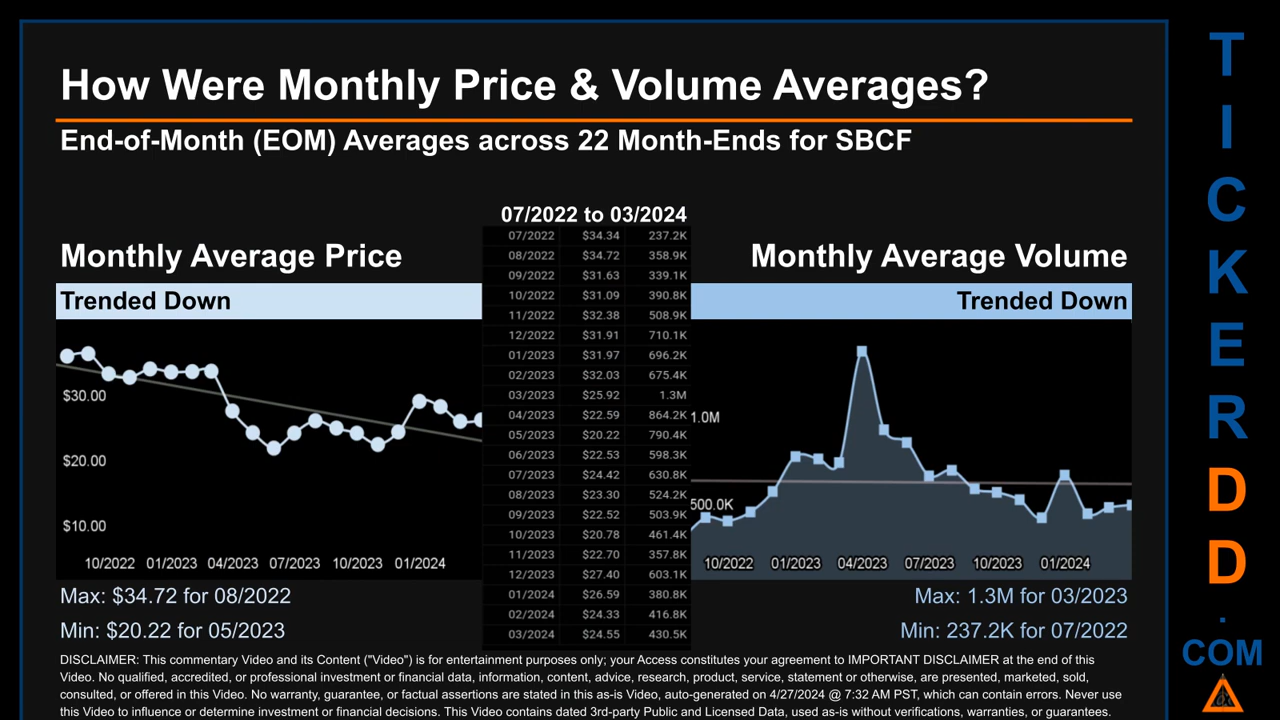 How Were Monthly Price & Volume Averages?
End-of-Month (EOM) Averages across 22 Month-Ends for SBCF
07/2022 to 03/2024
Monthly Average Price
Trended Down
$30.00
$20.00
$10.00
10/2022 01/2023 04/2023 07/2023 10/2023 01/2024
Max: $34.72 for 08/2022
Min: $20.22 for 05/2023
07/2022 $34.34 237.2K
08/2022 $34.72 358.9K
09/2022 $31.63 339.1K
10/2022 $31.09 390.8K
11/2022 $32.38 508.9K
12/2022 $31.91 710.1K
01/2023 $31.97 696.2K
02/2023 $32.03 675.4K
03/2023 $25.92 1.3M
04/2023 $22.59 864.2K
05/2023 $20.22 790.4K
06/2023 $22.53 598.3K
07/2023 $24.42 630.8K
08/2023 $23.30 524.2K
09/2023 $22.52 503.9K
10/2023 $20.78 461.4K
11/2023 $22.70 357.8K
12/2023 $27.40 603.1K
01/2024 $26.59 380.8K
02/2024 $24.33 416.8K
03/2024 $24.55 430.5K
Monthly Average Volume
Trended Down
1.0M
500.0K
10/2022 01/2023 04/2023 07/2023 10/2023 01/2024
Max: 1.3M for 03/2023
Min: 237.2K for 07/2022
DISCLAIMER: This commentary Video and its Content ("Video") is for entertainment purposes only; your Access constitutes your agreement to IMPORTANT DISCLAIMER at the end of this
Video. No qualified, accredited, or professional investment or financial data, information, content, advice, research, product, service, statement or otherwise, are presented, marketed, sold,
consulted, or offered in this Video. No warranty, guarantee, or factual assertions are stated in this as-is Video, auto-generated on 4/27/2024 @ 7:32 AM PST, which can contain errors. Never use
this Video to influence or determine investment or financial decisions. This Video contains dated 3rd-party Public and Licensed Data, used as-is without verifications, warranties, or guarantees.
T
I
C
K
E
R
D
D
.
COM